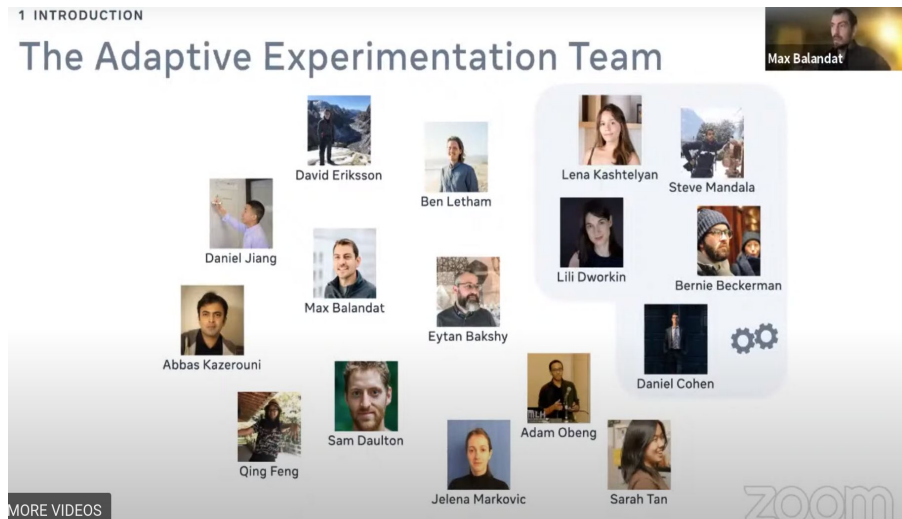 1 INTRODUCTION
The Adaptive Experimentation Team
Max Balandat
David Eriksson
Ben Letham
Lena Kashtelyan
Steve Mandala
Daniel Jiang
Max Balandat
Eytan Bakshy
Lili Dworkin
Bernie Beckerman
Abbas Kazerouni
Daniel Cohen
Sam Daulton
Adam Obeng
Qing Feng
Jelena Markovic
Sarah Tan
MORE VIDEOS
zoom